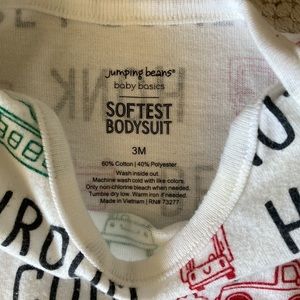 jumping beans®
baby basics
SOFTEST
BODYSUIT
3M
60% Cotton | 40% Polyester
Wash inside out.
Machine wash cold with like colors.
Only non-chlorine bleach when needed.
Tumble dry low. Warm iron if needed.
Made in Vietnam | RN# 73277